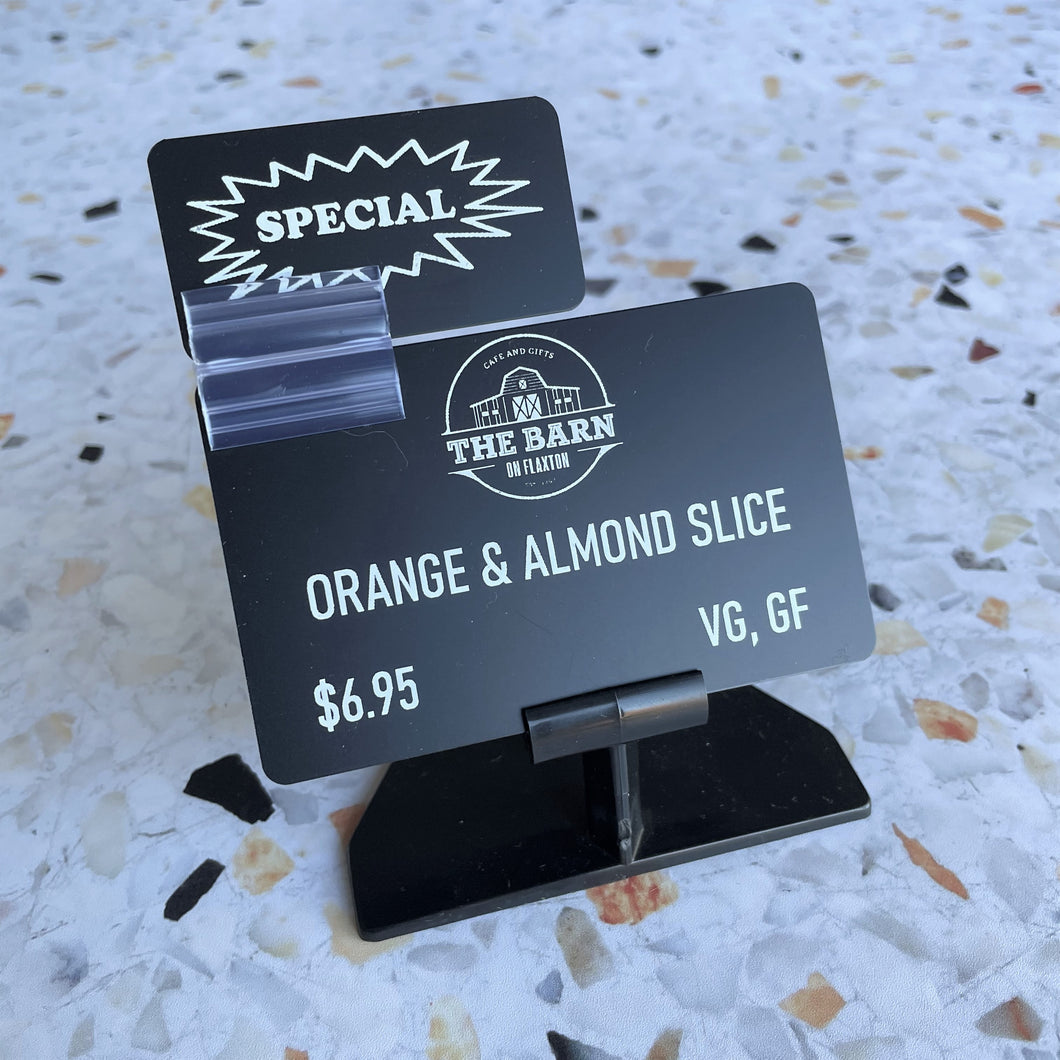 SPECIAL
CAFE AND GIFTS
THE BARN
ON FLAXTON
ORANGE & ALMOND SLICE
VG, GF
$6.95